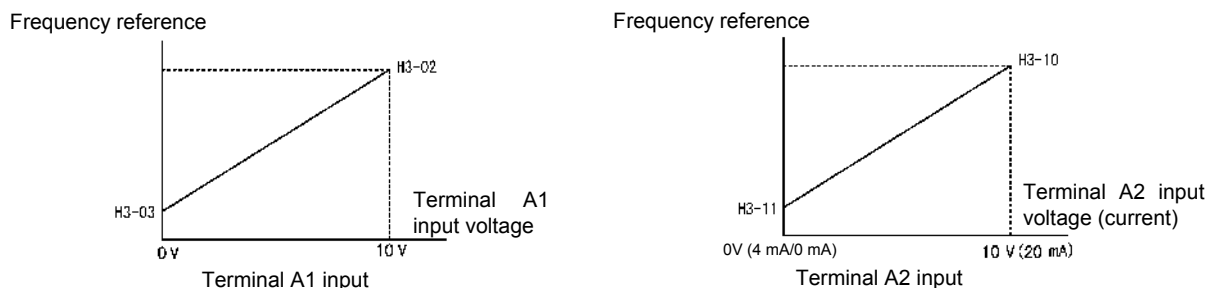 Frequency reference
H3-02
H3-03
Terminal A1
input voltage
0 V
10 V
Terminal A1 input
Frequency reference
H3-10
H3-11
Terminal A2 input
voltage (current)
0V (4 mA/0 mA)
10 V (20 mA)
Terminal A2 input